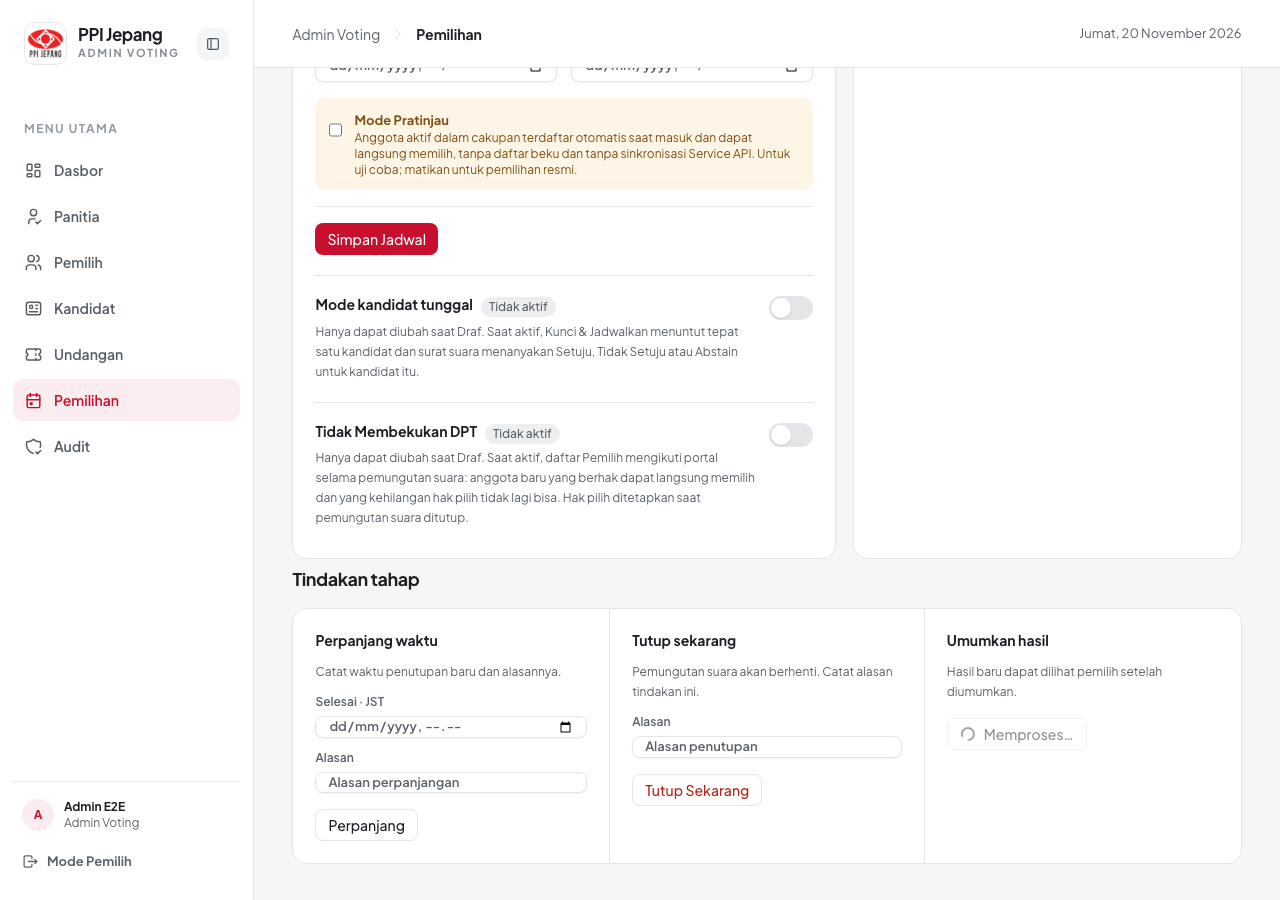 PPI JEPANG
PPI Jepang
ADMIN VOTING
Admin Voting
Pemilihan
Jumat, 20 November 2026
MENU UTAMA
Dasbor
Panitia
Pemilih
Kandidat
Undangan
Pemilihan
Audit
Admin E2E
A
Admin Voting
Mode Pemilih
dd/mm/yyyy, --.--
dd/mm/yyyy, --.--
Mode Pratinjau
Anggota aktif dalam cakupan terdaftar otomatis saat masuk dan dapat
langsung memilih, tanpa daftar beku dan tanpa sinkronisasi Service API. Untuk
uji coba; matikan untuk pemilihan resmi.
Simpan Jadwal
Mode kandidat tunggal Tidak aktif
Hanya dapat diubah saat Draf. Saat aktif, Kunci & Jadwalkan menuntut tepat
satu kandidat dan surat suara menanyakan Setuju, Tidak Setuju atau Abstain
untuk kandidat itu.
Tidak Membekukan DPT Tidak aktif
Hanya dapat diubah saat Draf. Saat aktif, daftar Pemilih mengikuti portal
selama pemungutan suara: anggota baru yang berhak dapat langsung memilih
dan yang kehilangan hak pilih tidak lagi bisa. Hak pilih ditetapkan saat
pemungutan suara ditutup.
Tindakan tahap
Perpanjang waktu
Catat waktu penutupan baru dan alasannya.
Selesai · JST
dd/mm/yyyy, --.--
Alasan
Alasan perpanjangan
Perpanjang
Tutup sekarang
Pemungutan suara akan berhenti. Catat alasan
tindakan ini.
Alasan
Alasan penutupan
Tutup Sekarang
Umumkan hasil
Hasil baru dapat dilihat pemilih setelah
diumumkan.
Memproses…